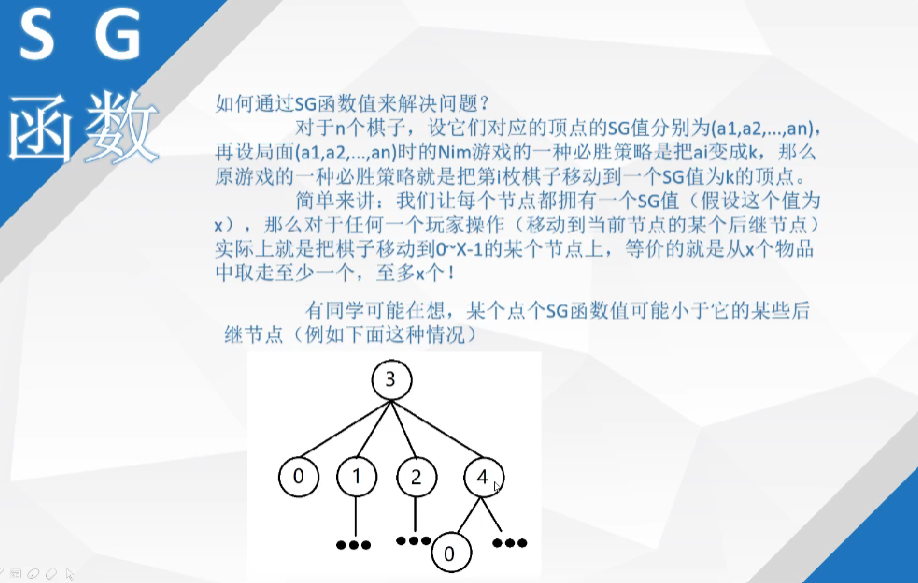 SG
函数
如何通过SG函数值来解决问题？
对于n个棋子，设它们对应的顶点的SG值分别为(a1,a2,...,an)，
再设局面(a1,a2,...,an)时的Nim游戏的一种必胜策略是把ai变成k，那么
原游戏的一种必胜策略就是把第i枚棋子移动到一个SG值为k的顶点。
简单来讲：我们让每个节点都拥有一个SG值（假设这个值为
x），那么对于任何一个玩家操作（移动到当前节点的某个后继节点）
实际上就是把棋子移动到0~X-1的某个节点上，等价的就是从x个物品
中取走至少一个，至多x个！
有同学可能在想，某个点个SG函数值可能小于它的某些后
继节点（例如下面这种情况）
3
0 1 2 4
0